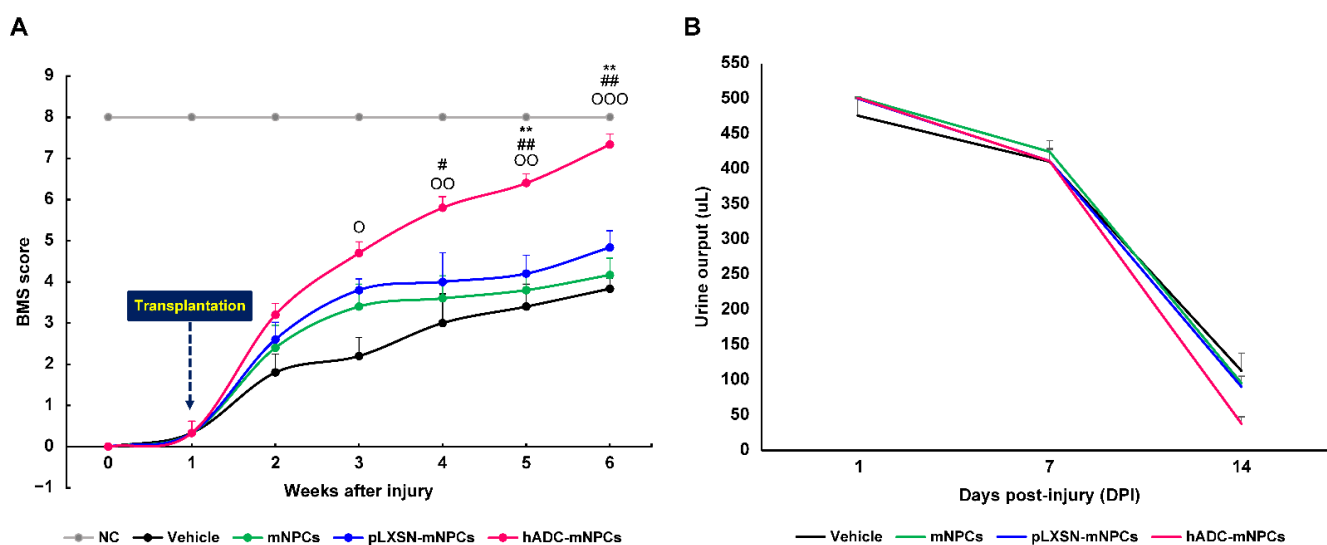 A
BMS score
9
8
7
6
5
4
3
2
1
0
−1
Transplantation
O
#
OO
**
##
OO
**
##
OOO
0 1 2 3 4 5 6
Weeks after injury
NC Vehicle mNPCs pLXSN-mNPCs hADC-mNPCs
B
Urine ourput (uL)
550
500
450
400
350
300
250
200
150
100
50
0
1 7 14
Days post-injury (DPI)
Vehicle mNPCs pLXSN-mNPCs hADC-mNPCs